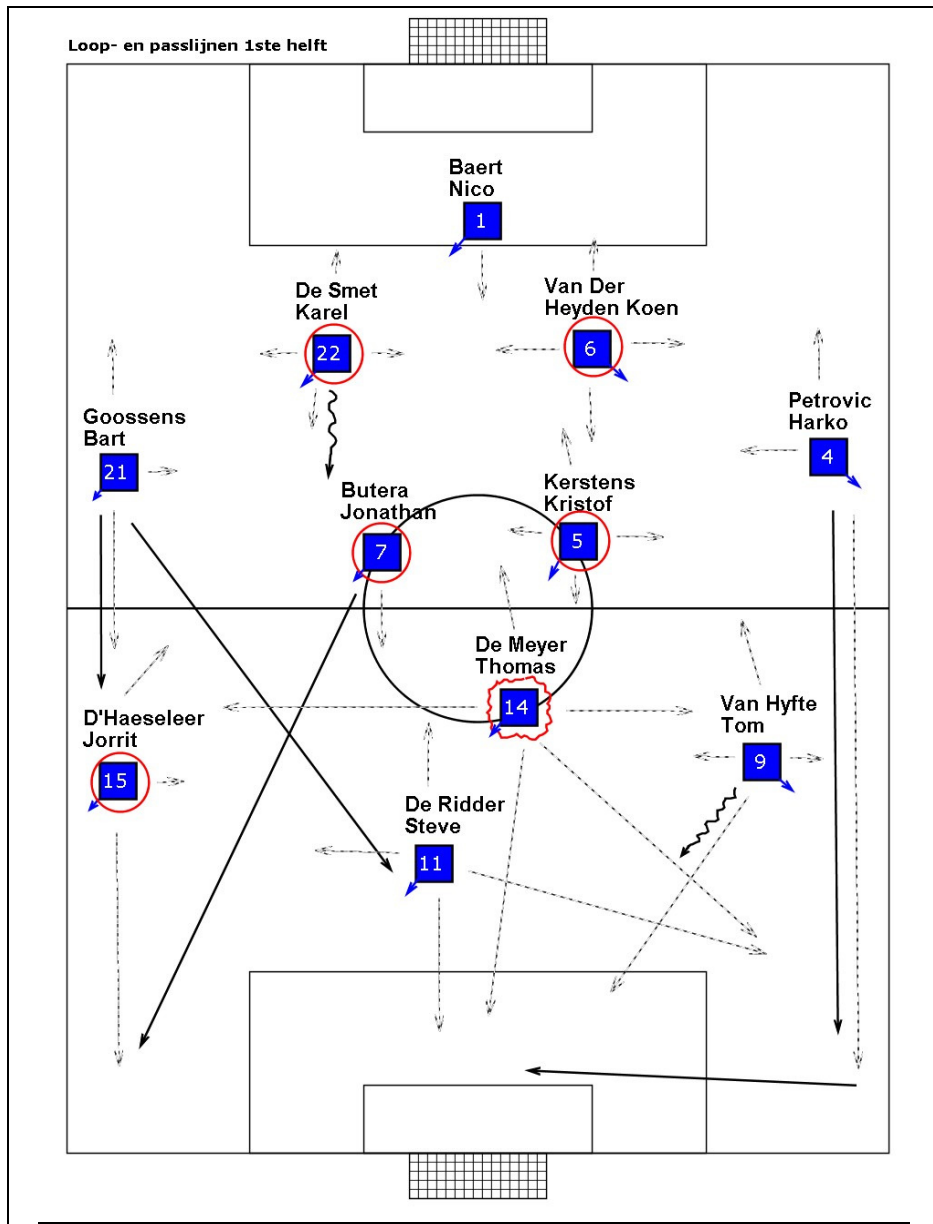 Loop- en passlijnen 1ste helft
Baert
Nico
1
De Smet
Karel
22
Van Der
Heyden Koen
6
Goossens
Bart
21
Petrovic
Harko
4
Butera
Jonathan
7
Kerstens
Kristof
5
De Meyer
Thomas
14
D'Haeseleer
Jorrit
15
Van Hyfte
Tom
9
De Ridder
Steve
11